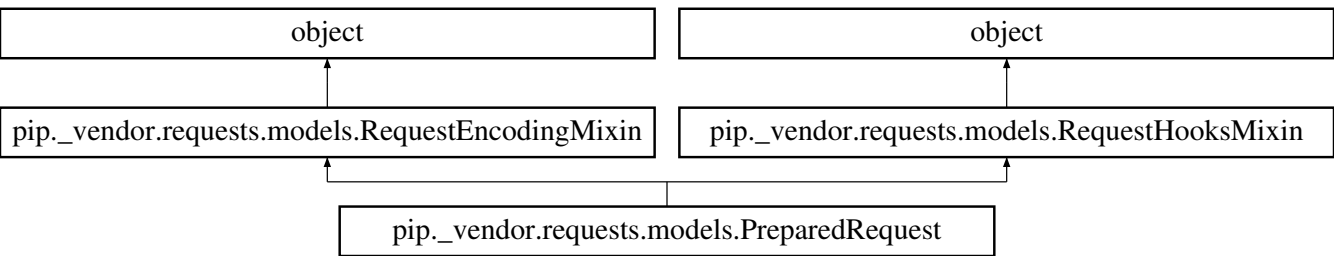 object
object
pip._vendor.requests.models.RequestEncodingMixin
pip._vendor.requests.models.RequestHooksMixin
pip._vendor.requests.models.PreparedRequest